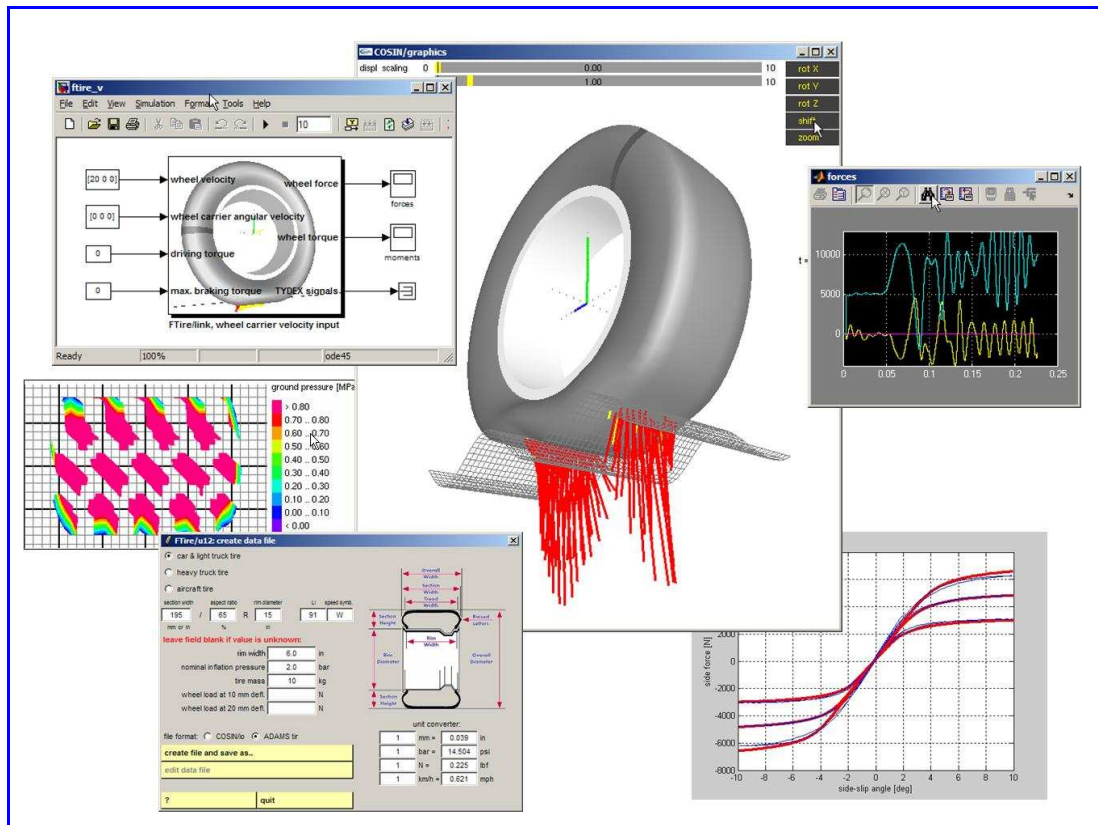 COSIN/graphics
displ scaling 0 0.00 10
1.00 10
rot X
rot Y
rot Z
shift
zoom
ftire_v
File Edit View Simulation Format Tools Help
10
[20 0 0]
wheel velocity
wheel force
forces
[0 0 0]
wheel carrier angular velocity
wheel torque
moments
0
driving torque
0
max. braking torque
TYDEX signals
FTire/link, wheel carrier velocity input
Ready 100% ode45
forces
t =
10000
5000
0
0 0.05 0.1 0.15 0.2 0.25
ground pressure [MPa
> 0.80
0.70 .. 0.80
0.60 .. 0.70
0.50 .. 0.60
0.40 .. 0.50
0.30 .. 0.40
0.20 .. 0.30
0.10 .. 0.20
0.00 .. 0.10
< 0.00
1
FTire/u12: create data file
car & light truck tire
heavy truck tire
aircraft tire
section width aspect ratio rim diameter LI speed symb.
195 / 65 R 15 91 W
mm or in % in
leave field blank if value is unknown:
rim width 6.0 in
nominal inflation pressure 2.0 bar
tire mass 10 kg
wheel load at 10 mm defl. N
wheel load at 20 mm defl. N
file format: COSIN/io ADAMS tir
create file and save as..
edit data file
? quit
Overall
Width
Section
Width
Tread
Width
Section
Height
Rim
Width
Rim
Diameter
Overall
Diameter
Section
Height
unit converter:
1 mm = 0.039 in
1 bar = 14.504 psi
1 N = 0.225 lbf
1 km/h = 0.621 mph
side force [N]
2000
0
-2000
-4000
-6000
-8000
-10 -8 -6 -4 -2 0 2 4 6 8 10
side-slip angle [deg]